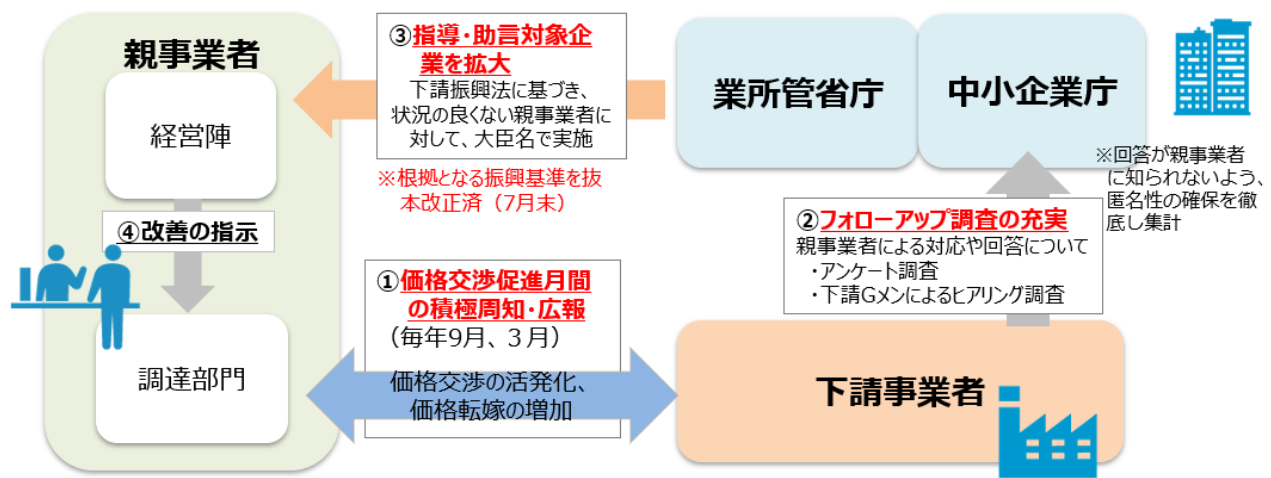 親事業者
経営陣
④改善の指示
調達部門
③指導・助言対象企
業を拡大
下請振興法に基づき、
状況の良くない親事業者に
対して、大臣名で実施
※根拠となる振興基準を抜
本改正済（7月末）
①価格交渉促進月間
の積極周知・広報
（毎年9月、３月）
価格交渉の活発化、
価格転嫁の増加
業所管省庁
中小企業庁
※回答が親事業者
に知られないよう、
匿名性の確保を徹
底し集計
②フォローアップ調査の充実
親事業者による対応や回答について
・アンケート調査
・下請Gメンによるヒアリング調査
下請事業者